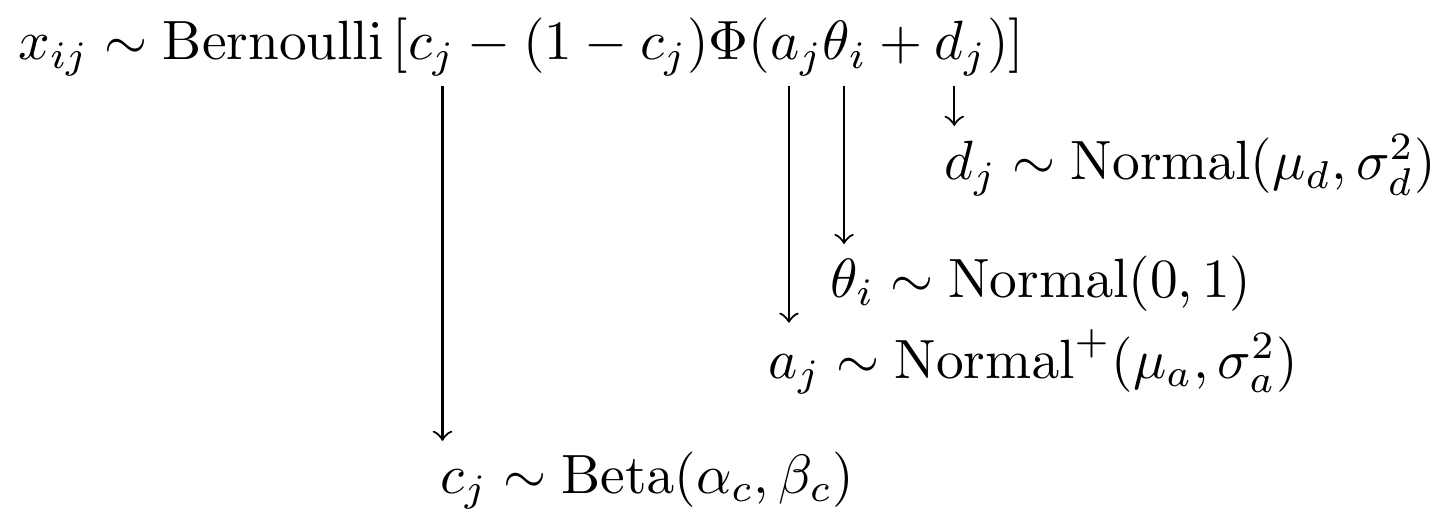 x_{ij} ∼ Bernoulli [c_j − (1 − c_j)Φ(a_jθ_i + d_j)]
d_j ∼ Normal(μ_d, σ_d^2)
θ_i ∼ Normal(0, 1)
a_j ∼ Normal^+(μ_a, σ_a^2)
c_j ∼ Beta(α_c, β_c)